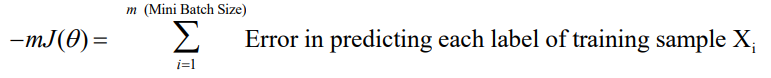 m (Mini Batch Size)
−mJ(θ) = ∑ Error in predicting each label of training sample Xᵢ
i=1